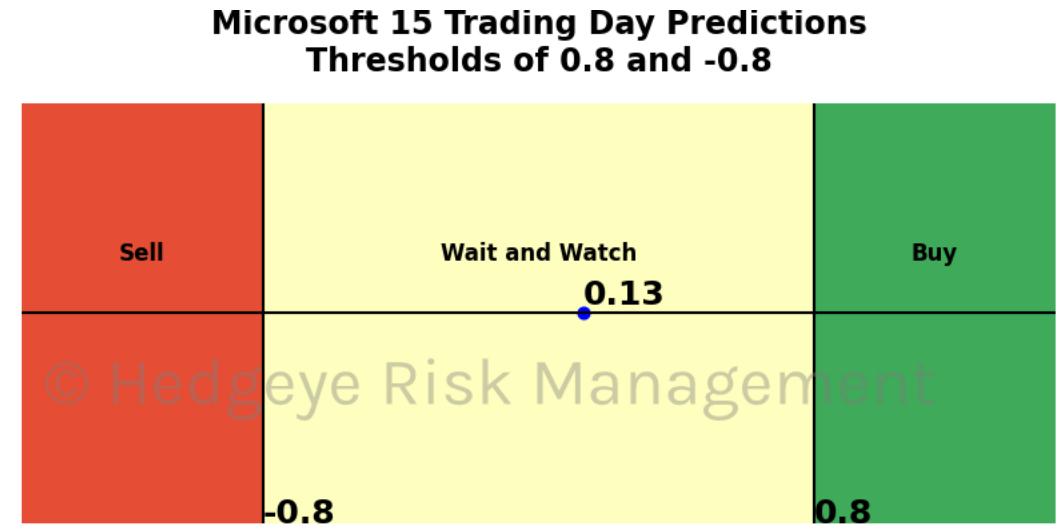 Microsoft 15 Trading Day Predictions
Thresholds of 0.8 and -0.8
Sell
Wait and Watch
Buy
0.13
© Hedgeye Risk Management
-0.8
0.8